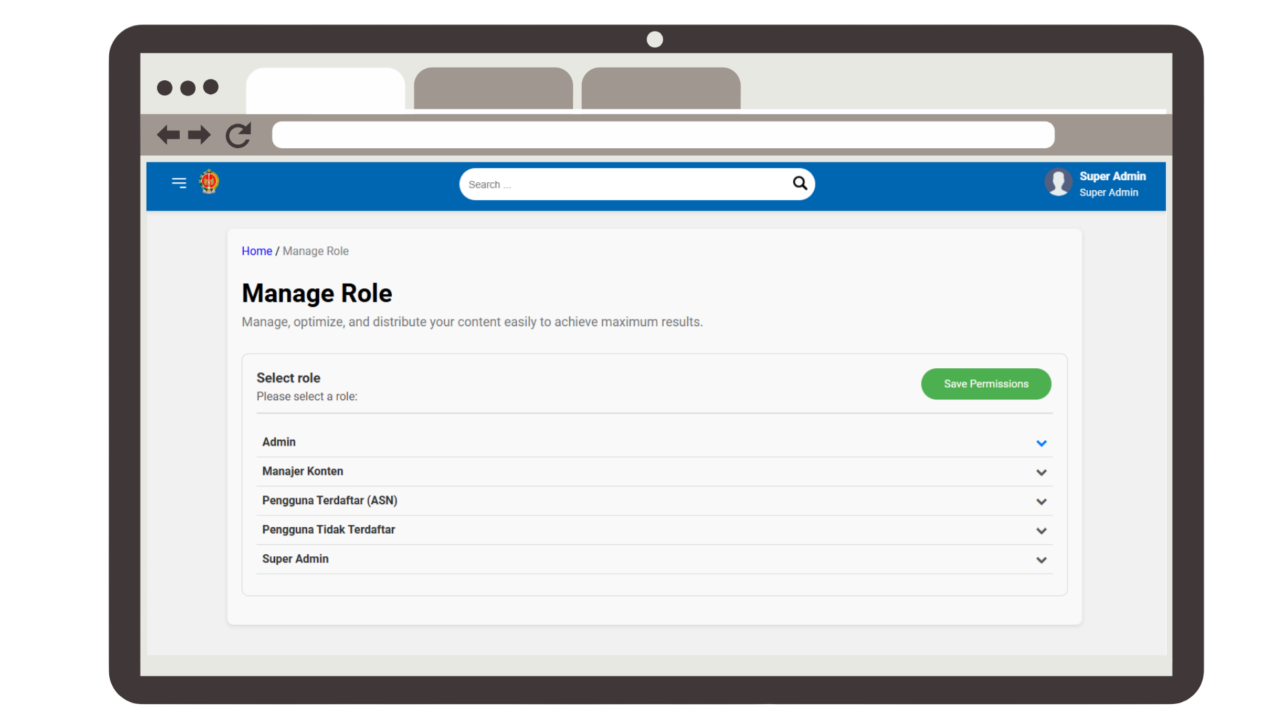 Search ...
Super Admin
Super Admin
Home / Manage Role
Manage Role
Manage, optimize, and distribute your content easily to achieve maximum results.
Select role
Please select a role:
Save Permissions
Admin
Manajer Konten
Pengguna Terdaftar (ASN)
Pengguna Tidak Terdaftar
Super Admin